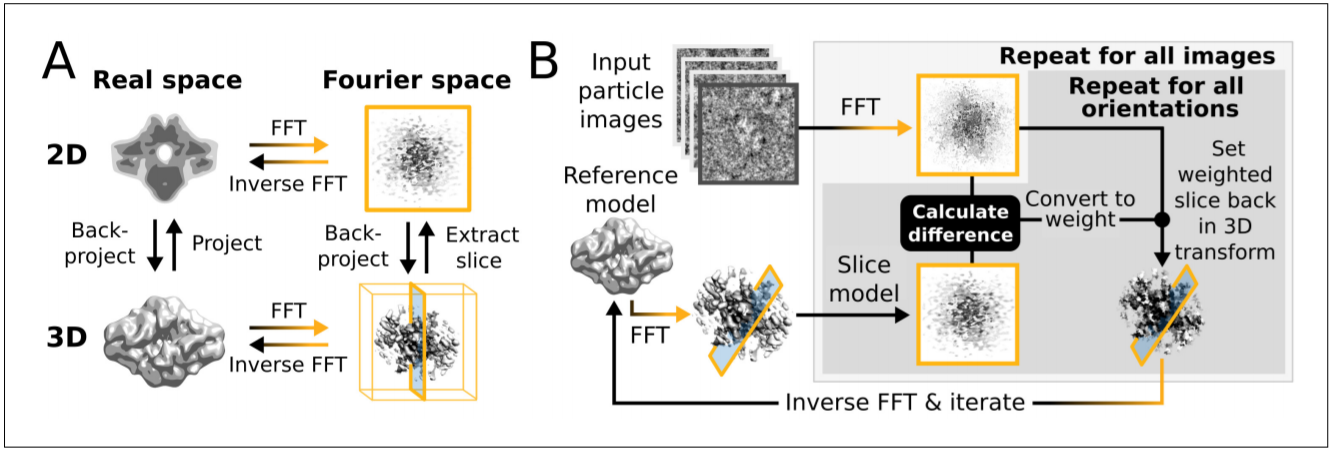 A
Real space
Fourier space
2D
FFT
Inverse FFT
Back-
project
Project
Back-
project
Extract
slice
3D
FFT
Inverse FFT
B
Input
particle
images
Reference
model
FFT
FFT
Slice
model
Repeat for all images
Repeat for all
orientations
Calculate
difference
Convert to
weight
Set
weighted
slice back
in 3D
transform
Inverse FFT & iterate